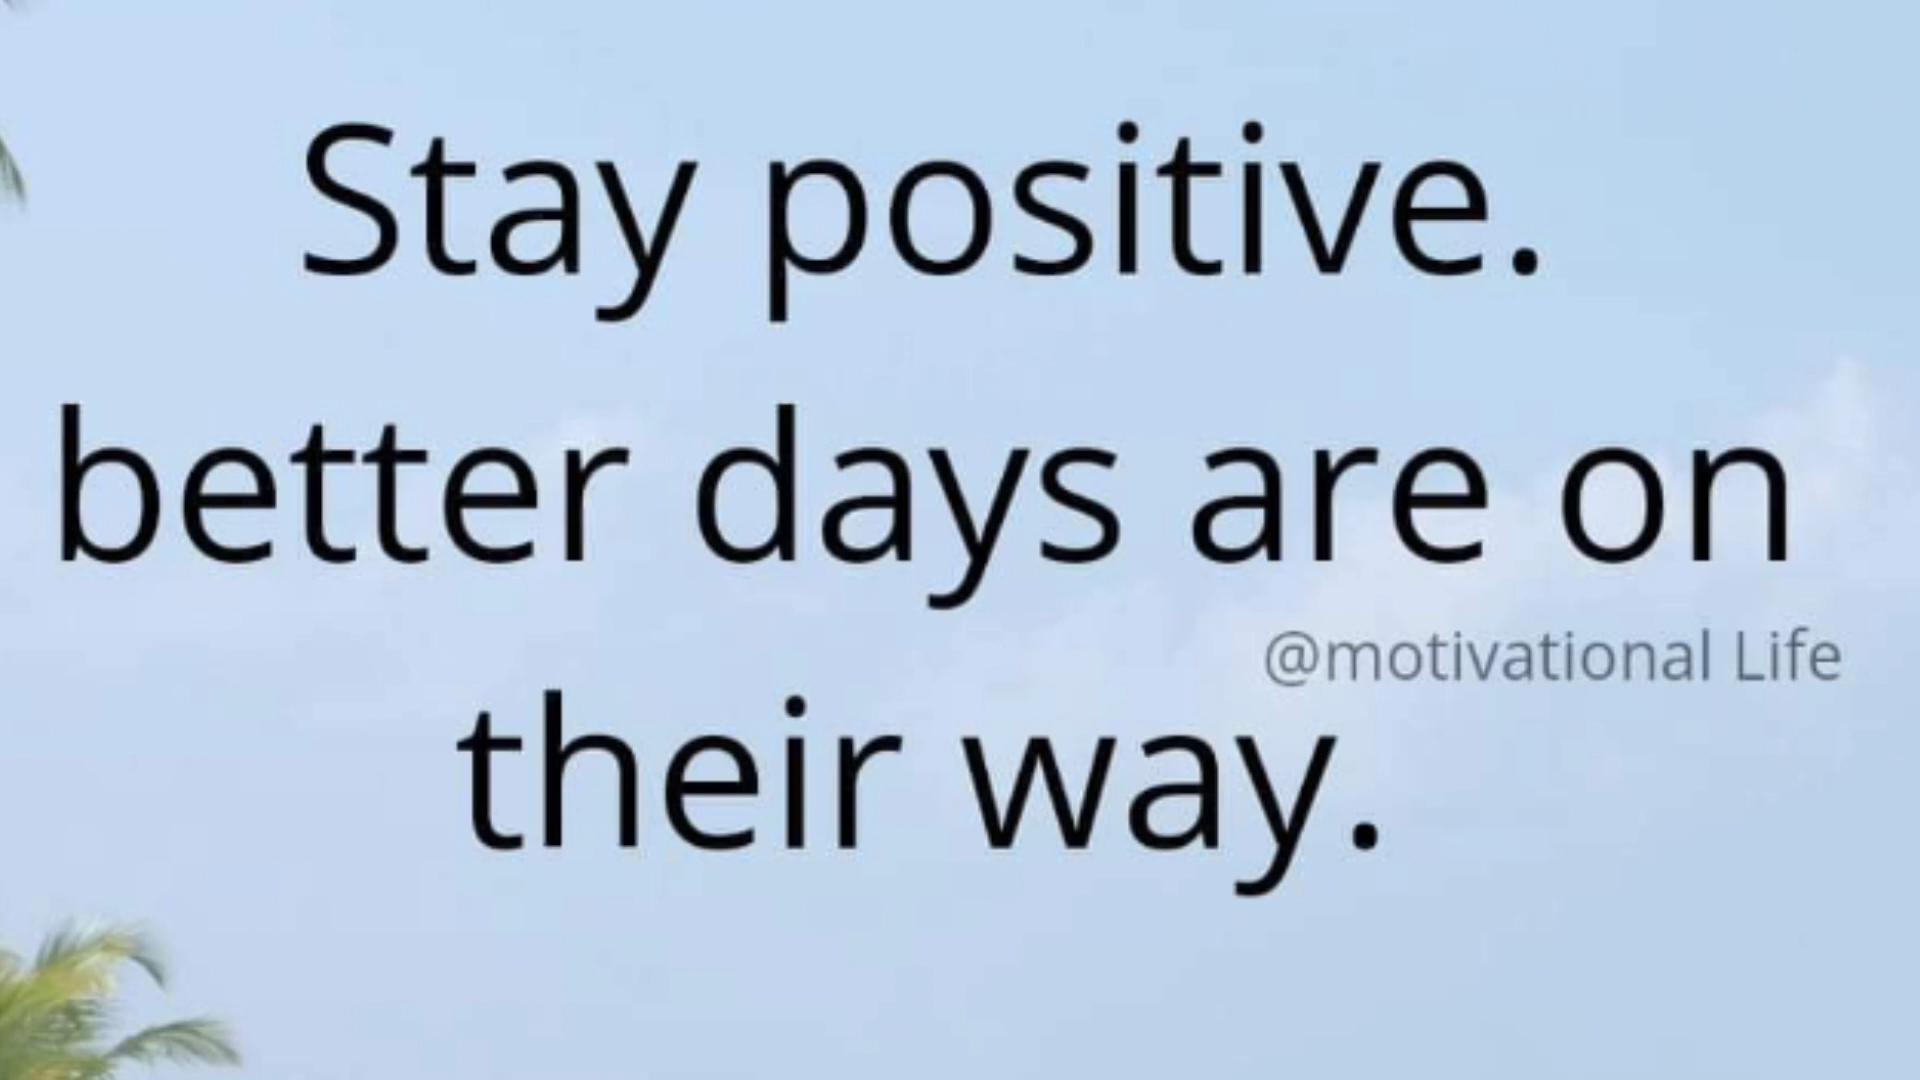 Stay positive.
better days are on
@motivational Life
their way.